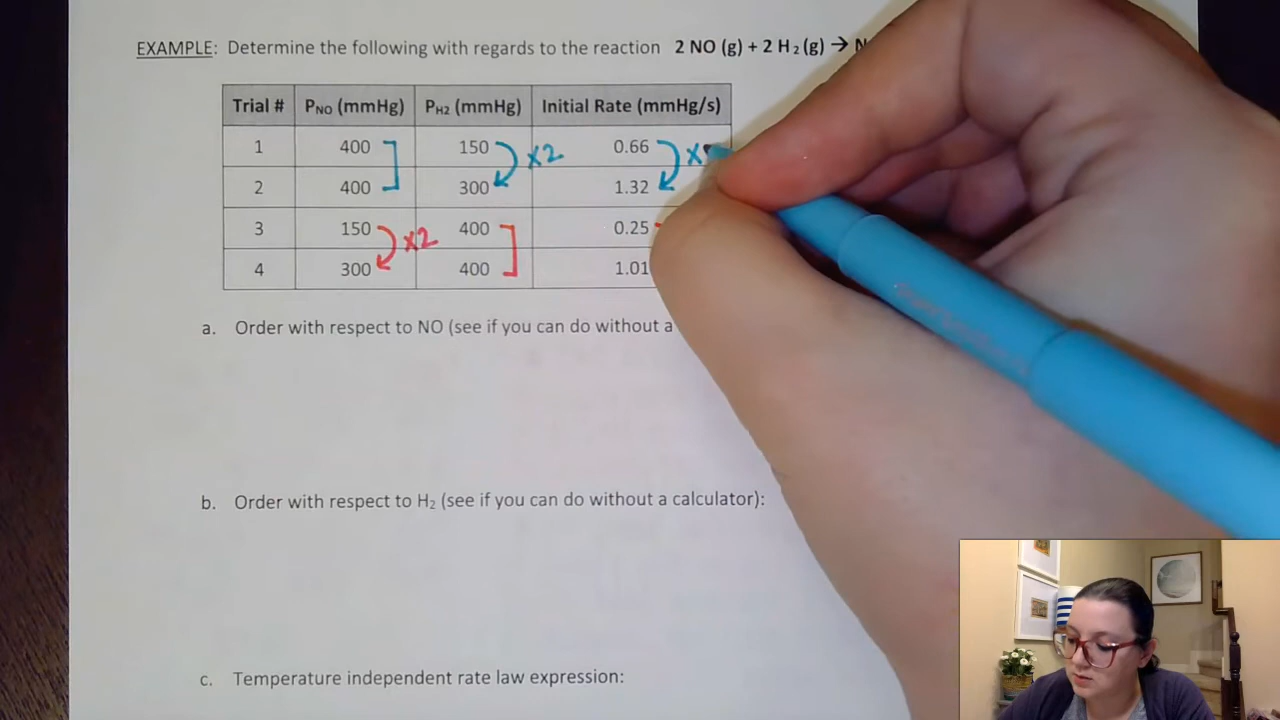 EXAMPLE: Determine the following with regards to the reaction 2 NO (g) + 2 H₂ (g) → N
Trial # P_NO (mmHg) P_H2 (mmHg) Initial Rate (mmHg/s)
1 400 150 x2 0.66 x
2 400 300 1.32
3 150 x2 400 0.25
4 300 400 1.01
a. Order with respect to NO (see if you can do without a
b. Order with respect to H₂ (see if you can do without a calculator):
c. Temperature independent rate law expression: